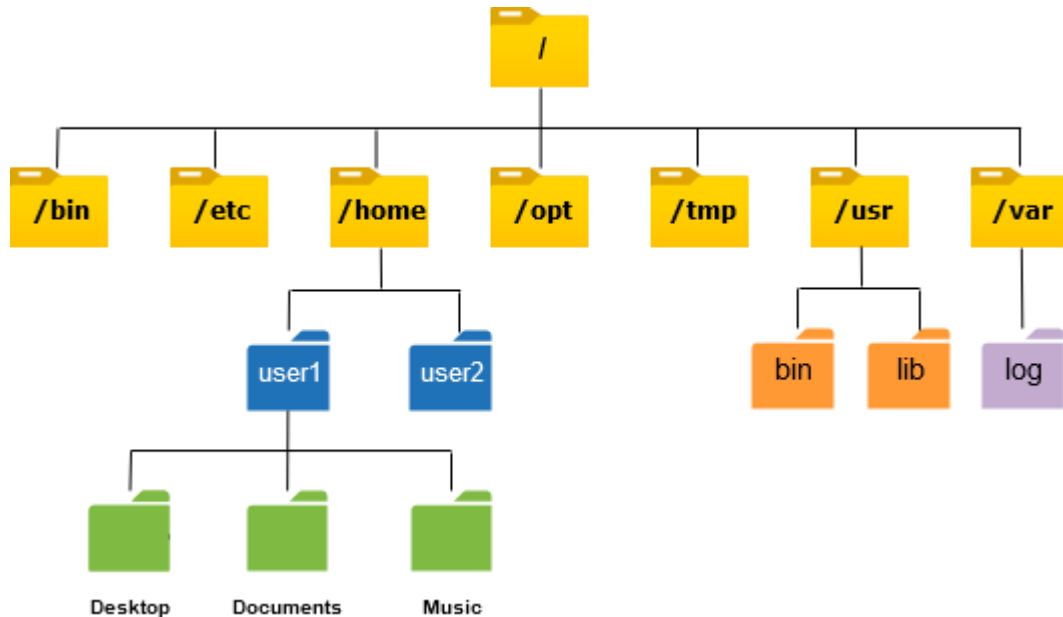 /
/bin /etc /home /opt /tmp /usr /var
user1 user2 bin lib log
Desktop Documents Music